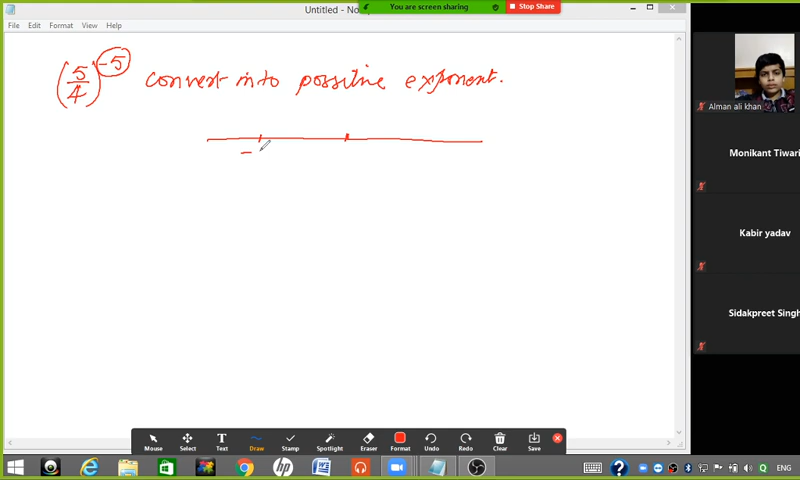 Untitled - No
You are screen sharing
Stop Share
File Edit Format View Help
(5/4)^-5 convert into possitive exponent.
-
Alman ali khan
Monikant Tiwari
Kabir yadav
Sidakpreet Singh
Mouse Select Text Draw Stamp Spotlight Eraser Format Undo Redo Clear Save
ENG